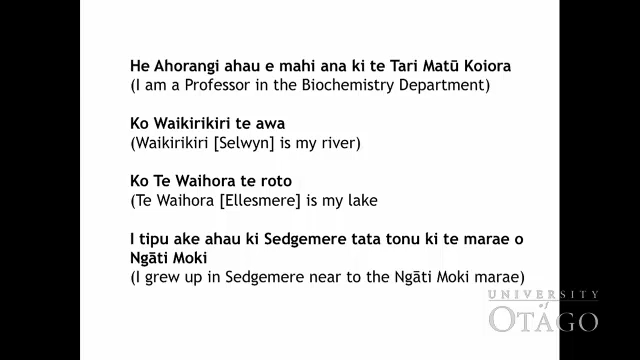 He Ahorangi ahau e mahi ana ki te Tari Matū Koiora
(I am a Professor in the Biochemistry Department)
Ko Waikirikiri te awa
(Waikirikiri [Selwyn] is my river)
Ko Te Waihora te roto
(Te Waihora [Ellesmere] is my lake
I tipu ake ahau ki Sedgemere tata tonu ki te marae o
Ngāti Moki
(I grew up in Sedgemere near to the Ngāti Moki marae)
UNIVERSITY
of
OTAGO